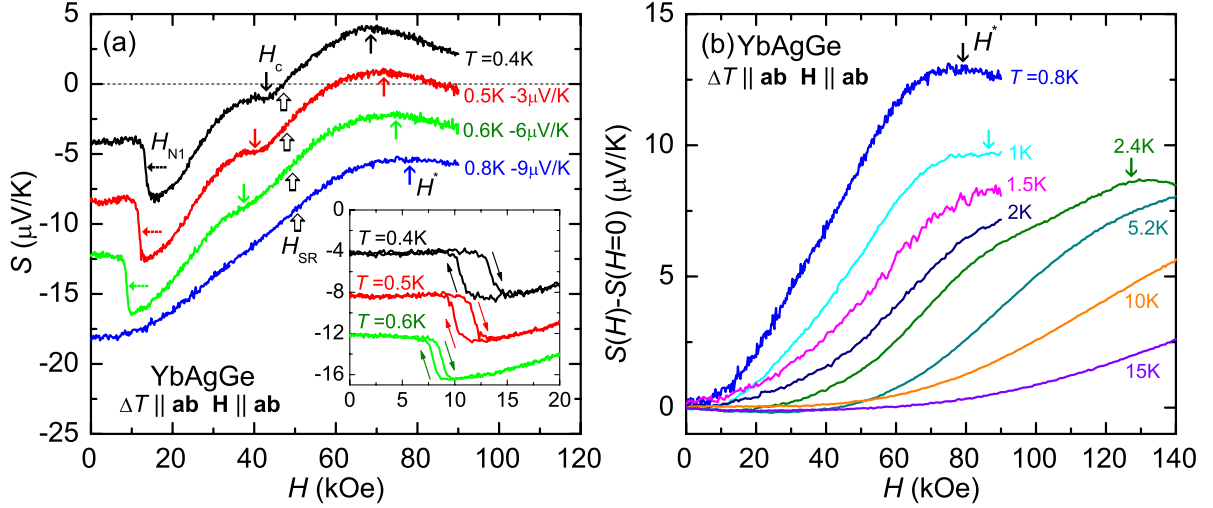 (a)
H_c
T = 0.4K
0.5K -3μV/K
0.6K -6μV/K
0.8K -9μV/K
H_N1
H*
H_SR
T = 0.4K
T = 0.5K
T = 0.6K
0
-4
-8
-12
-16
0 5 10 15 20
YbAgGe
ΔT || ab H || ab
5
0
-5
-10
-15
-20
-25
S (μV/K)
0 20 40 60 80 100 120
H (kOe)
(b) YbAgGe
ΔT || ab H || ab
H*
T = 0.8K
1K
1.5K
2K
2.4K
5.2K
10K
15K
15
10
5
0
S(H)-S(H=0) (μV/K)
0 20 40 60 80 100 120 140
H (kOe)